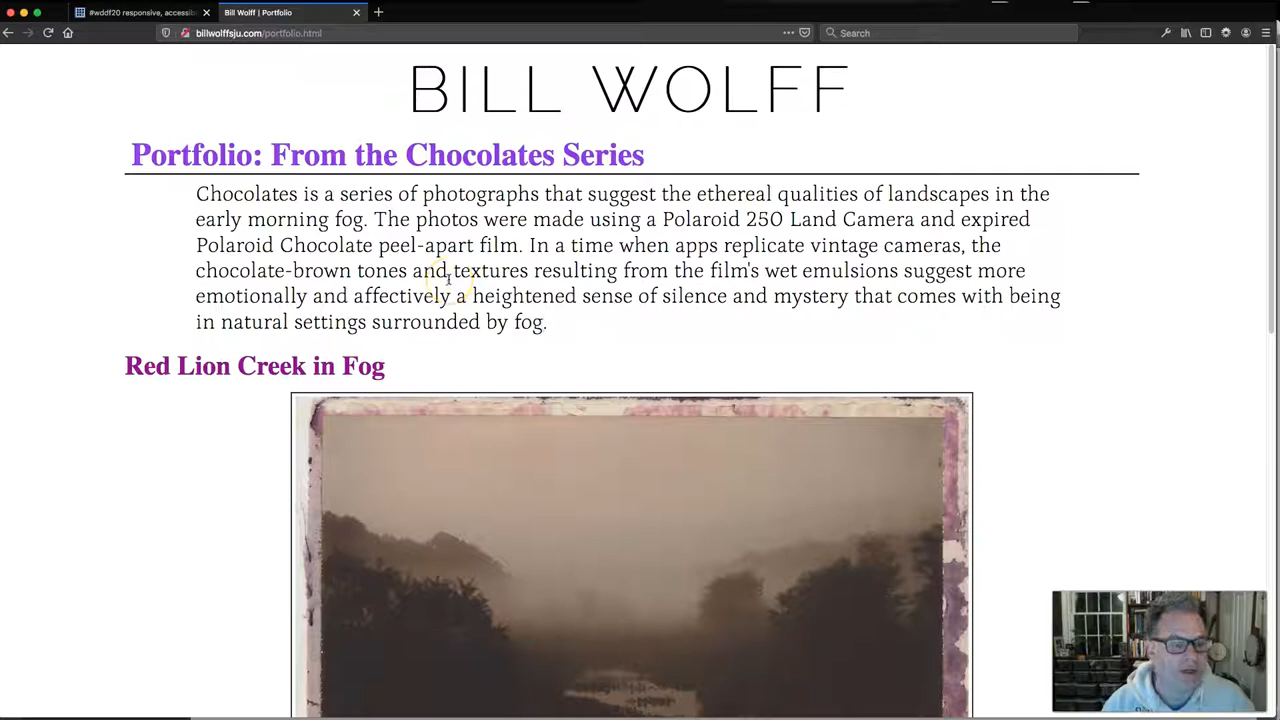 #wddf20 responsive, accessib
Bill Wolff | Portfolio
billwolffsju.com/portfolio.html
Search
BILL WOLFF
Portfolio: From the Chocolates Series
Chocolates is a series of photographs that suggest the ethereal qualities of landscapes in the
early morning fog. The photos were made using a Polaroid 250 Land Camera and expired
Polaroid Chocolate peel-apart film. In a time when apps replicate vintage cameras, the
chocolate-brown tones and textures resulting from the film's wet emulsions suggest more
emotionally and affectively a heightened sense of silence and mystery that comes with being
in natural settings surrounded by fog.
Red Lion Creek in Fog